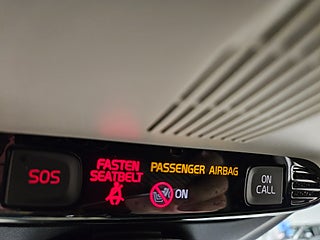 SOS
FASTEN
SEATBELT
PASSENGER AIRBAG
ON
ON
CALL